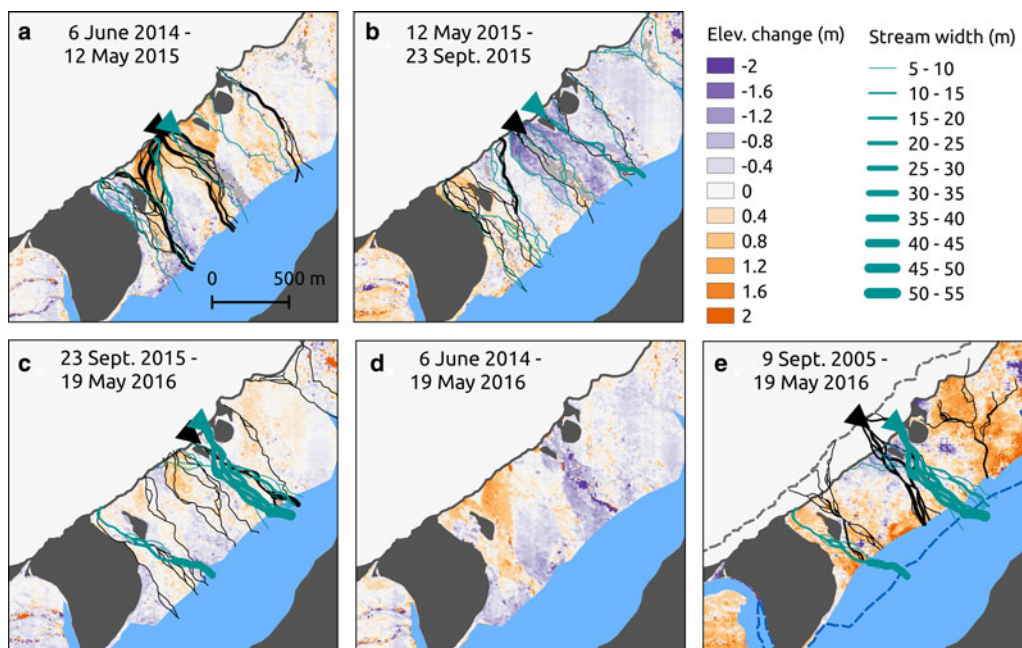 a
6 June 2014 -
12 May 2015
0
500 m
b
12 May 2015 -
23 Sept. 2015
Elev. change (m)
-2
-1.6
-1.2
-0.8
-0.4
0
0.4
0.8
1.2
1.6
2
Stream width (m)
5 - 10
10 - 15
15 - 20
20 - 25
25 - 30
30 - 35
35 - 40
40 - 45
45 - 50
50 - 55
c
23 Sept. 2015 -
19 May 2016
d
6 June 2014 -
19 May 2016
e
9 Sept. 2005 -
19 May 2016